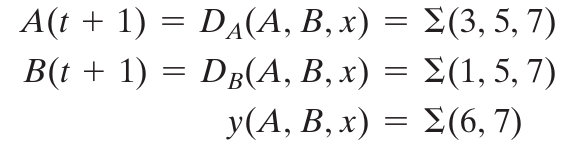 A(t + 1) = D_A(A, B, x) = Σ(3, 5, 7)
B(t + 1) = D_B(A, B, x) = Σ(1, 5, 7)
y(A, B, x) = Σ(6, 7)